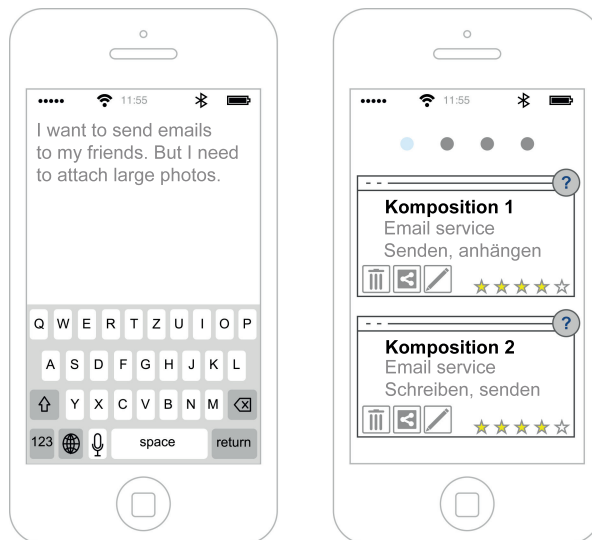 11:55
I want to send emails
to my friends. But I need
to attach large photos.
Q W E R T Z U I O P
A S D F G H J K L
Y X C V B N M
123 space return
11:55
?
Komposition 1
Email service
Senden, anhängen
?
Komposition 2
Email service
Schreiben, senden